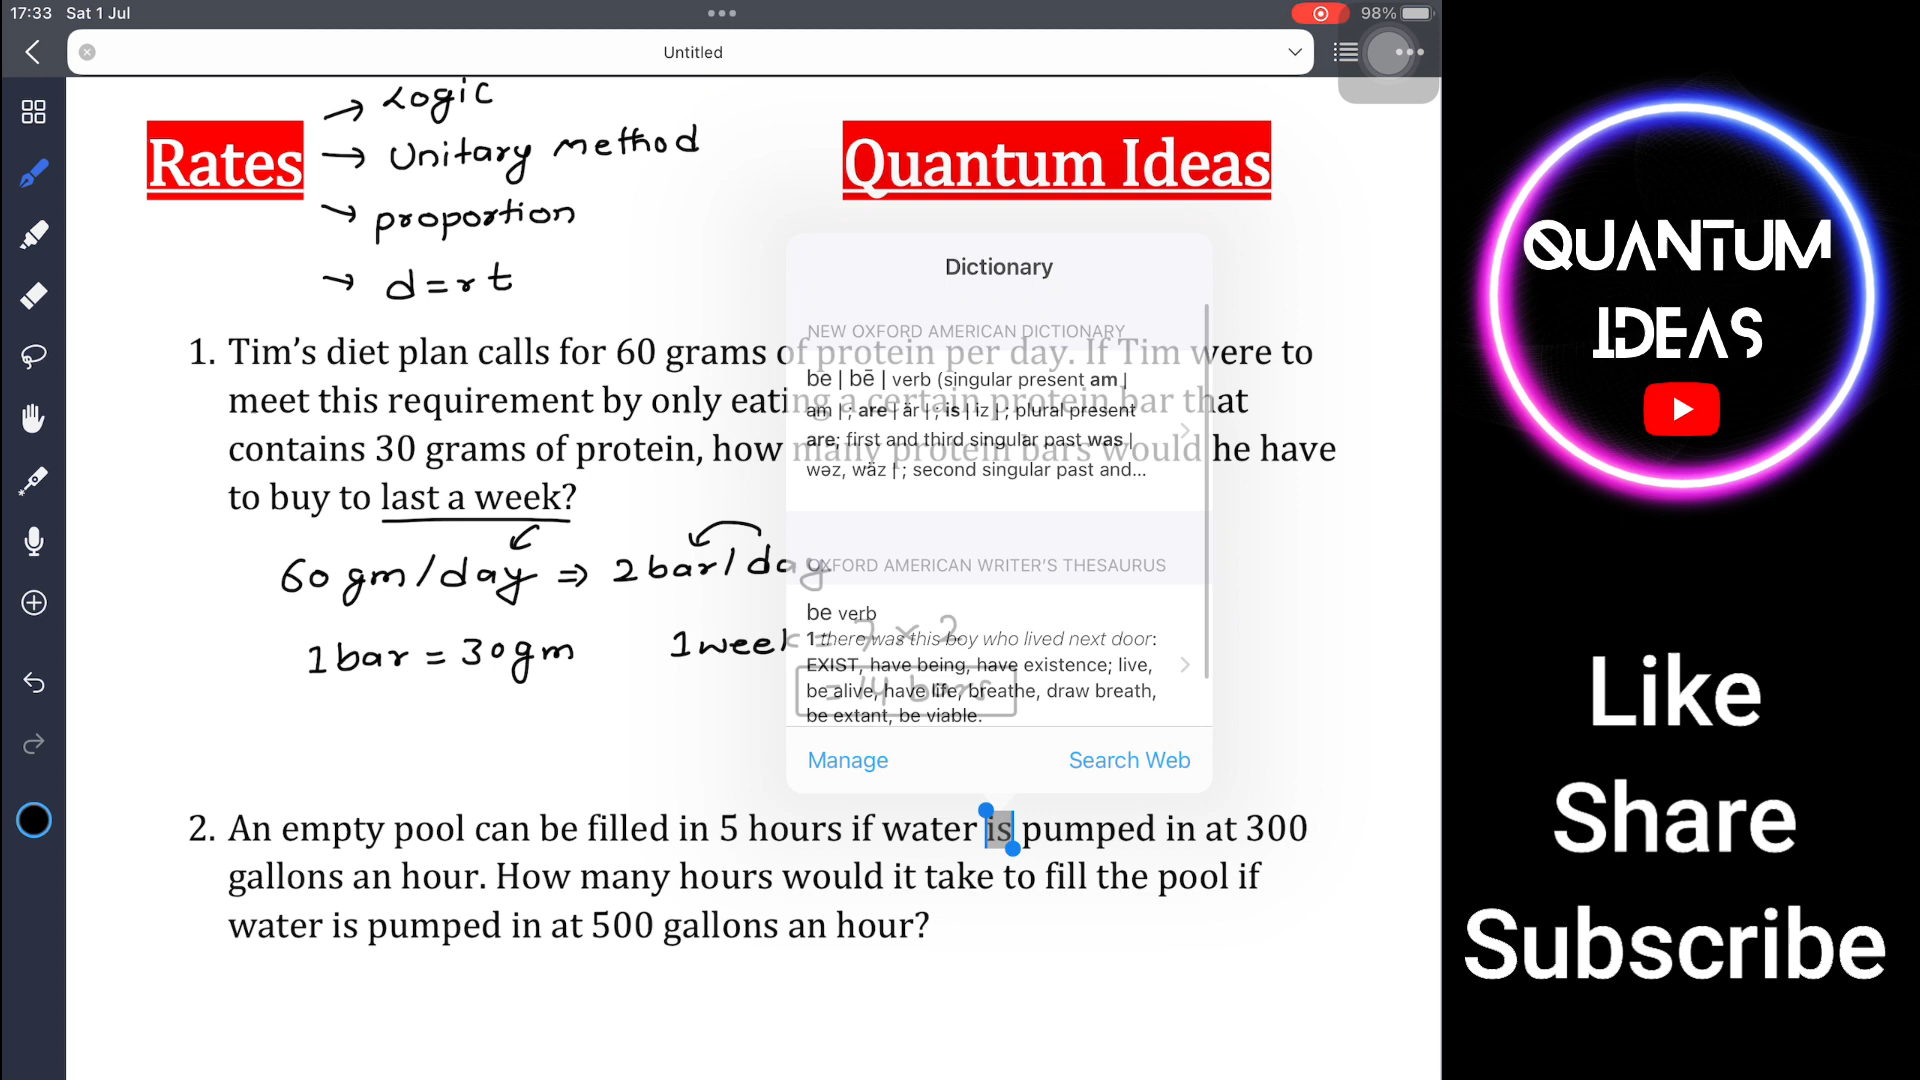 17:33 Sat 1 Jul
98%
Untitled
→ Logic
Rates → Unitary method
Quantum Ideas
→ proportion
→ d = r t
Dictionary
NEW OXFORD AMERICAN DICTIONARY
be | bē | verb (singular present am |
am | ; are | är | ; is | iz | ; plural present
are; first and third singular past was |
wəz, wäz | ; second singular past and...
OXFORD AMERICAN WRITER'S THESAURUS
be verb
1 there was this boy who lived next door:
EXIST, have being, have existence; live,
be alive, have life, breathe, draw breath,
be extant, be viable.
Manage Search Web
1. Tim’s diet plan calls for 60 grams of protein per day. If Tim were to
meet this requirement by only eating a certain protein bar that
contains 30 grams of protein, how many protein bars would he have
to buy to last a week?
60 gm/day ⇒ 2 bar/day
1 bar = 30 gm 1 week = 7 × 2
= 14 bars
2. An empty pool can be filled in 5 hours if water is pumped in at 300
gallons an hour. How many hours would it take to fill the pool if
water is pumped in at 500 gallons an hour?
QUANTUM
IDEAS
Like
Share
Subscribe